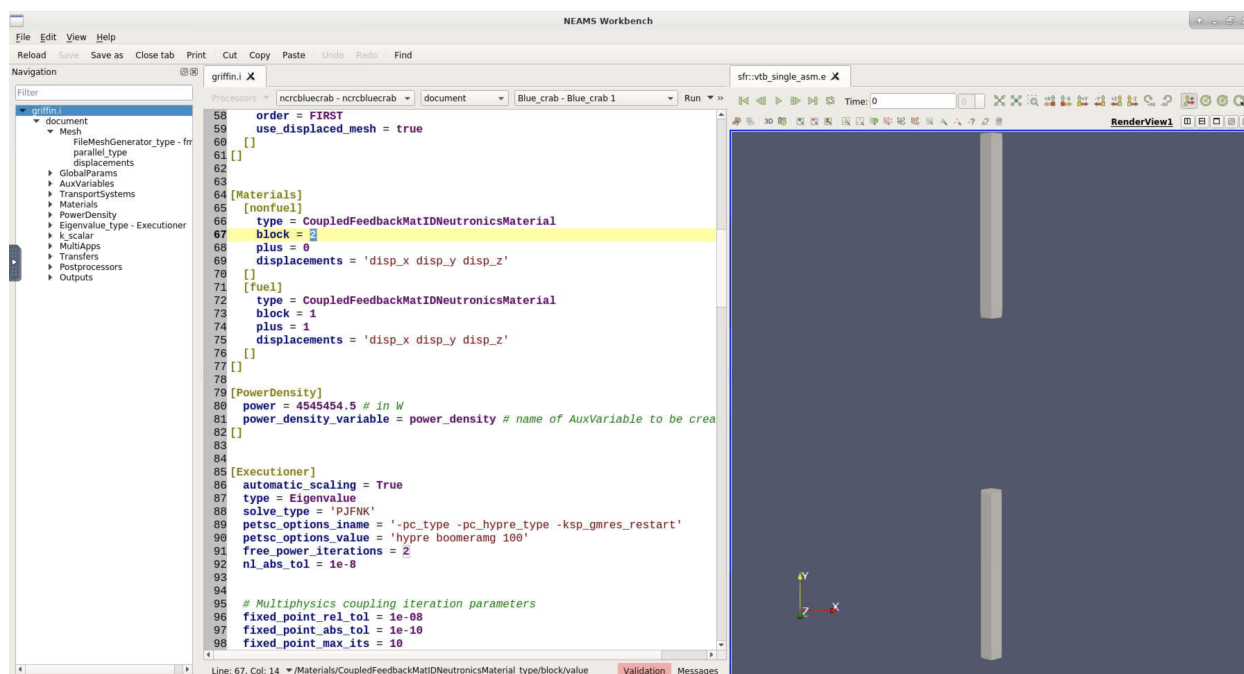 NEAMS Workbench
File Edit View Help
Reload Save Save as Close tab Print Cut Copy Paste Undo Redo Find
Navigation
Filter
griffin.i
document
Mesh
FileMeshGenerator_type - fm
parallel_type
displacements
GlobalParams
AuxVariables
TransportSystems
Materials
PowerDensity
Eigenvalue_type - Executioner
k_scalar
MultiApps
Transfers
Postprocessors
Outputs
griffin.i
Processors ncrcbluecrab - ncrcbluecrab document Blue_crab - Blue_crab 1 Run »
58 order = FIRST
59 use_displaced_mesh = true
60 []
61 []
62
63
64 [Materials]
65 [nonfuel]
66 type = CoupledFeedbackMatIDNeutronicsMaterial
67 block = 2
68 plus = 0
69 displacements = 'disp_x disp_y disp_z'
70 []
71 [fuel]
72 type = CoupledFeedbackMatIDNeutronicsMaterial
73 block = 1
74 plus = 1
75 displacements = 'disp_x disp_y disp_z'
76 []
77 []
78
79 [PowerDensity]
80 power = 4545454.5 # in W
81 power_density_variable = power_density # name of AuxVariable to be crea
82 []
83
84
85 [Executioner]
86 automatic_scaling = True
87 type = Eigenvalue
88 solve_type = 'PJFNK'
89 petsc_options_iname = '-pc_type -pc_hypre_type -ksp_gmres_restart'
90 petsc_options_value = 'hypre boomeramg 100'
91 free_power_iterations = 2
92 nl_abs_tol = 1e-8
93
94
95 # Multiphysics coupling iteration parameters
96 fixed_point_rel_tol = 1e-08
97 fixed_point_abs_tol = 1e-10
98 fixed_point_max_its = 10
Line: 67, Col: 14 /Materials/CoupledFeedbackMatIDNeutronicsMaterial_type/block/value Validation Messages
sfr::vtb_single_asm.e
Time: 0 0
3D
RenderView1
Y
Z X